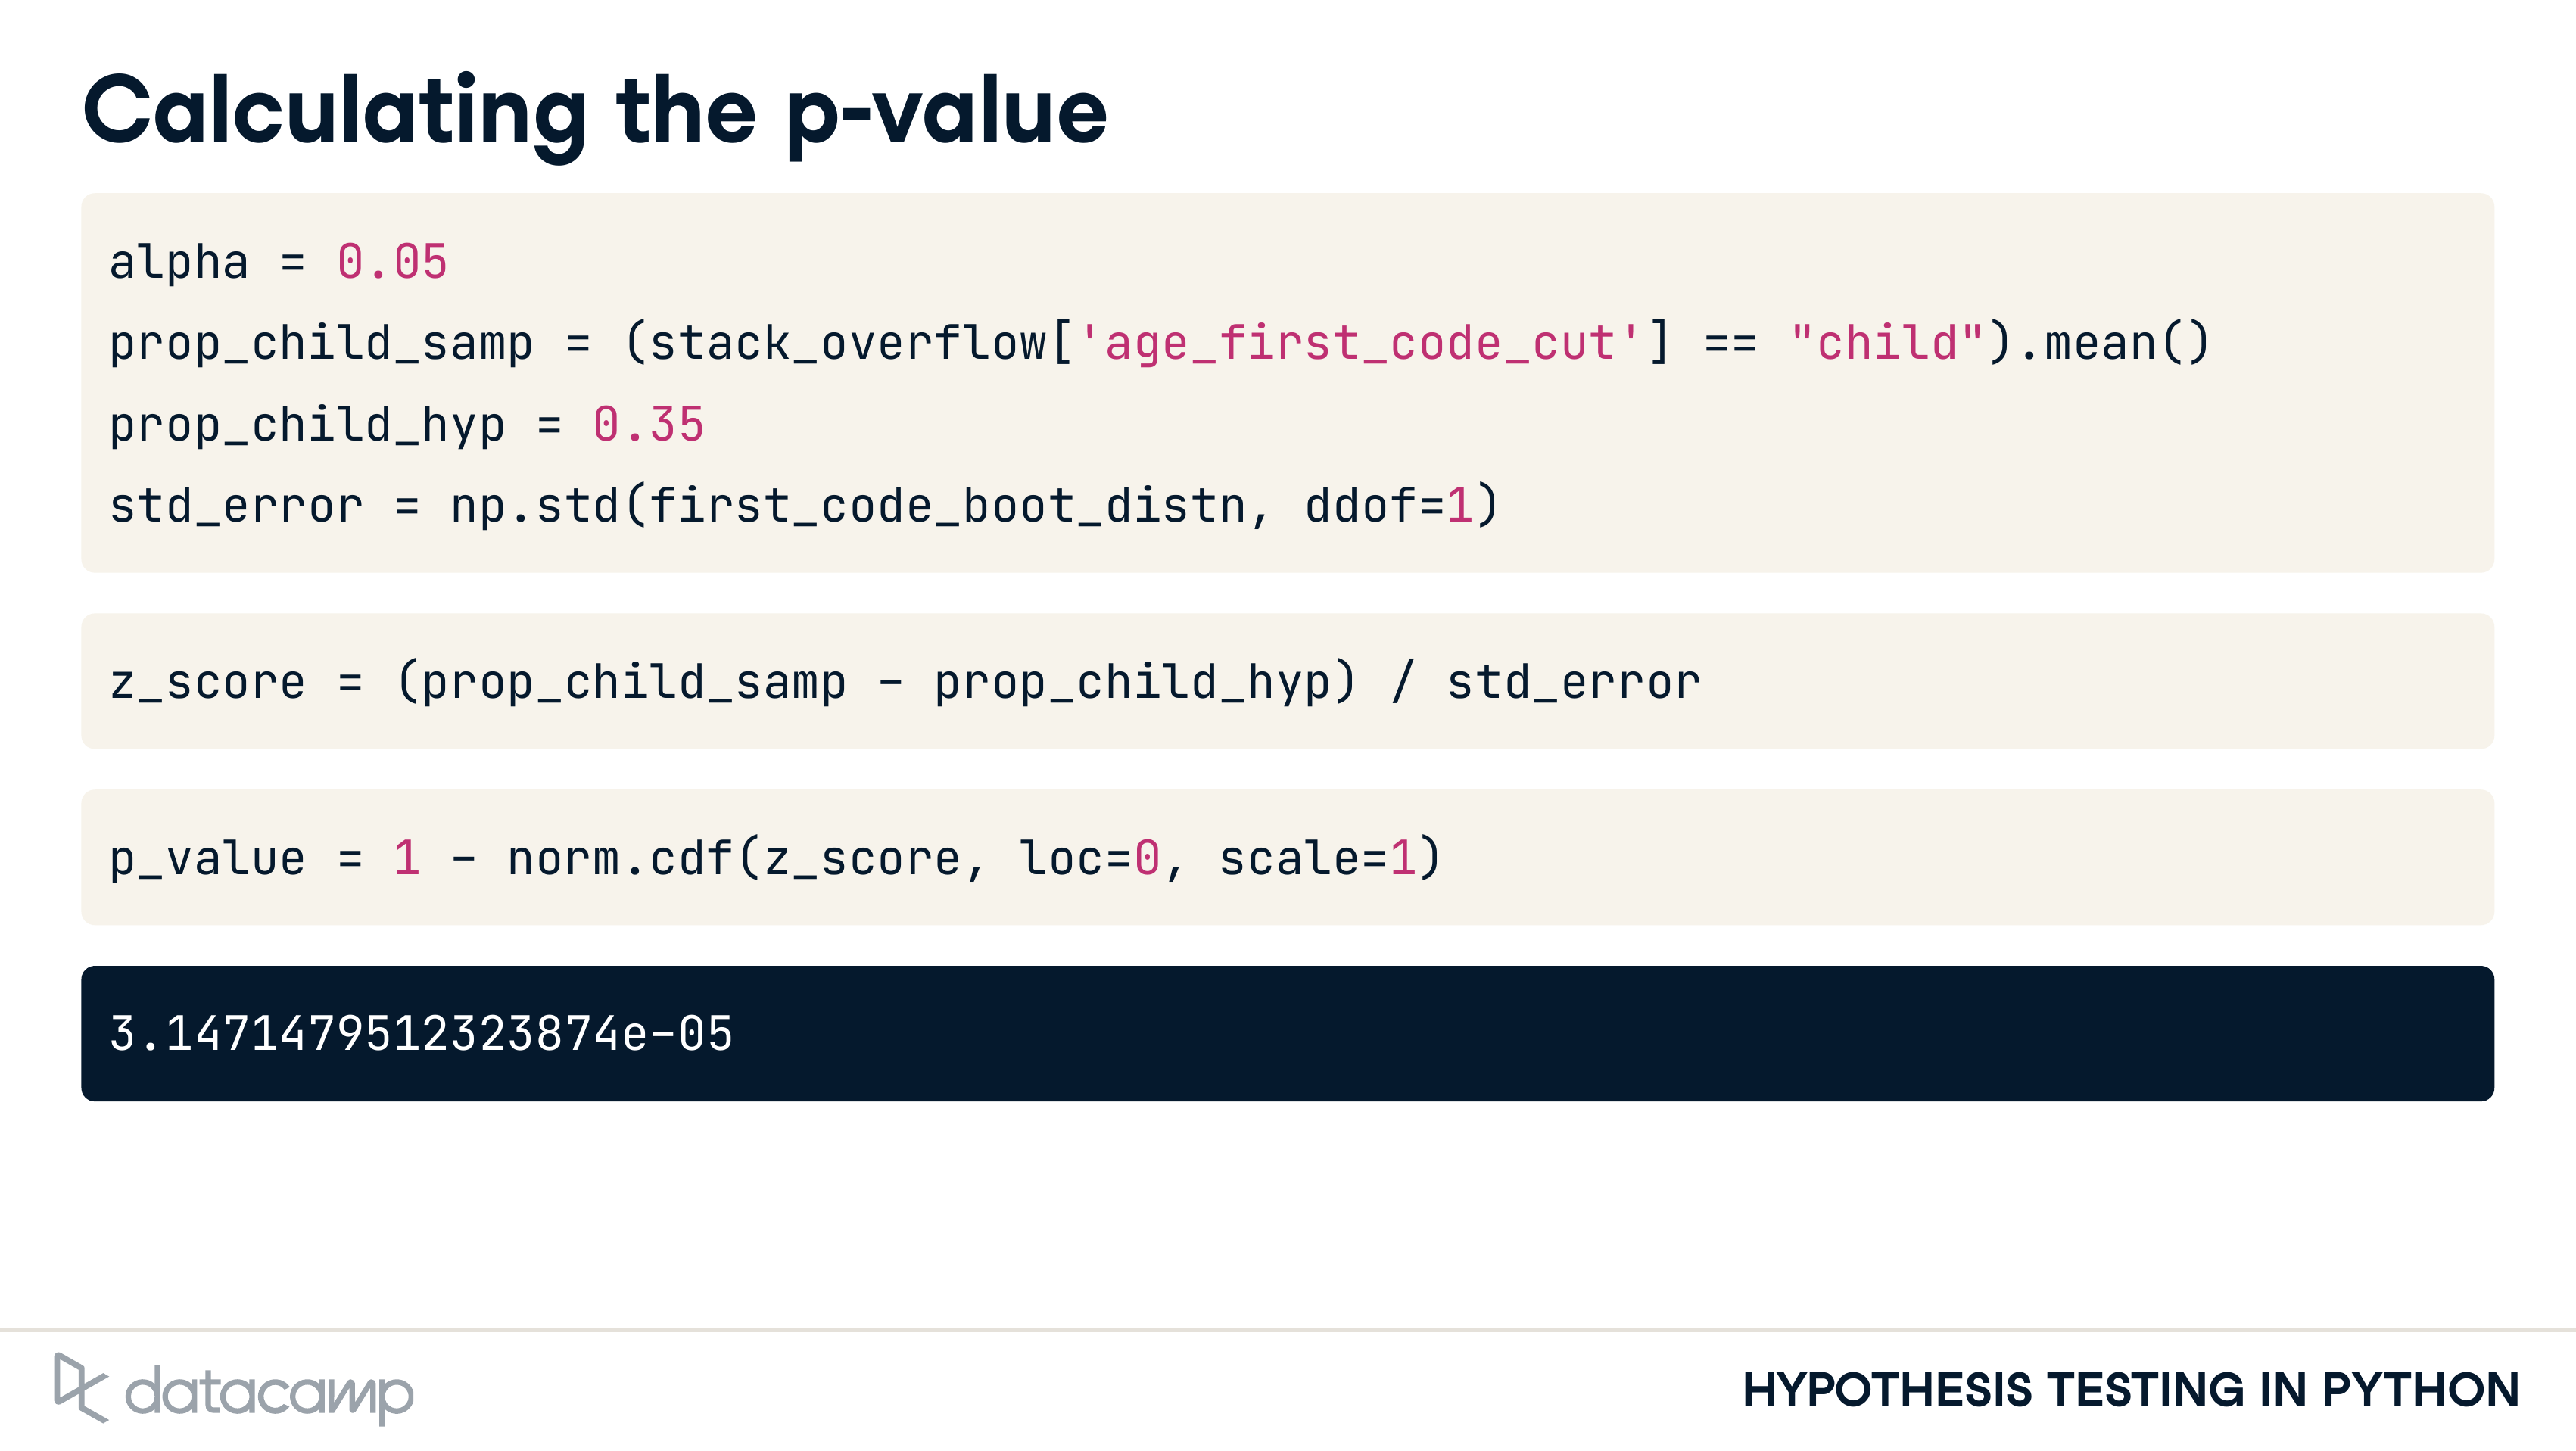 Calculating the p-value
alpha = 0.05
prop_child_samp = (stack_overflow['age_first_code_cut'] == "child").mean()
prop_child_hyp = 0.35
std_error = np.std(first_code_boot_distn, ddof=1)
z_score = (prop_child_samp - prop_child_hyp) / std_error
p_value = 1 - norm.cdf(z_score, loc=0, scale=1)
3.1471479512323874e-05
datacamp
HYPOTHESIS TESTING IN PYTHON